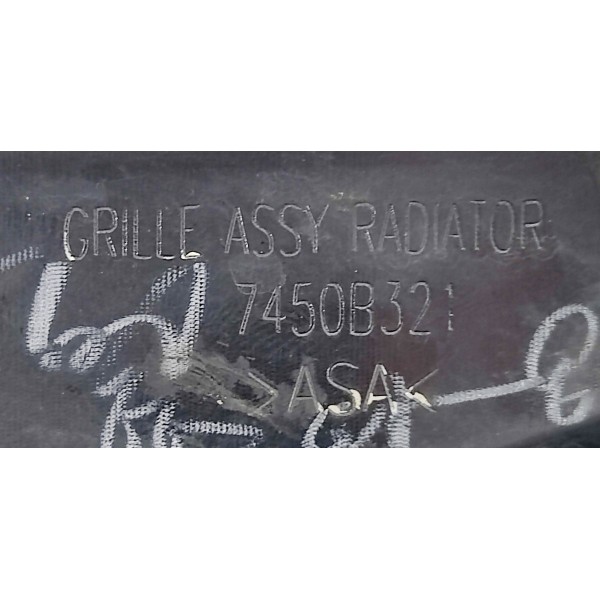 GRILLE ASSY RADIATOR
7450B321
>ASA<